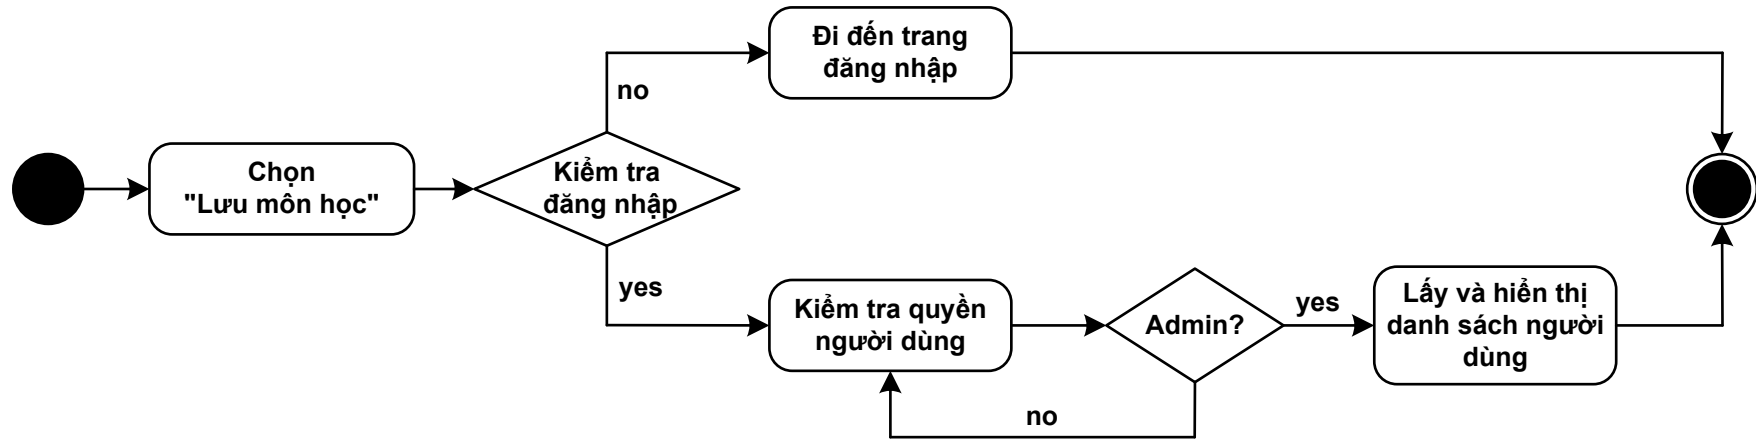 Đi đến trang
đăng nhập
no
Chọn
"Lưu môn học"
Kiểm tra
đăng nhập
yes
Kiểm tra quyền
người dùng
Admin?
yes
Lấy và hiển thị
danh sách người
dùng
no